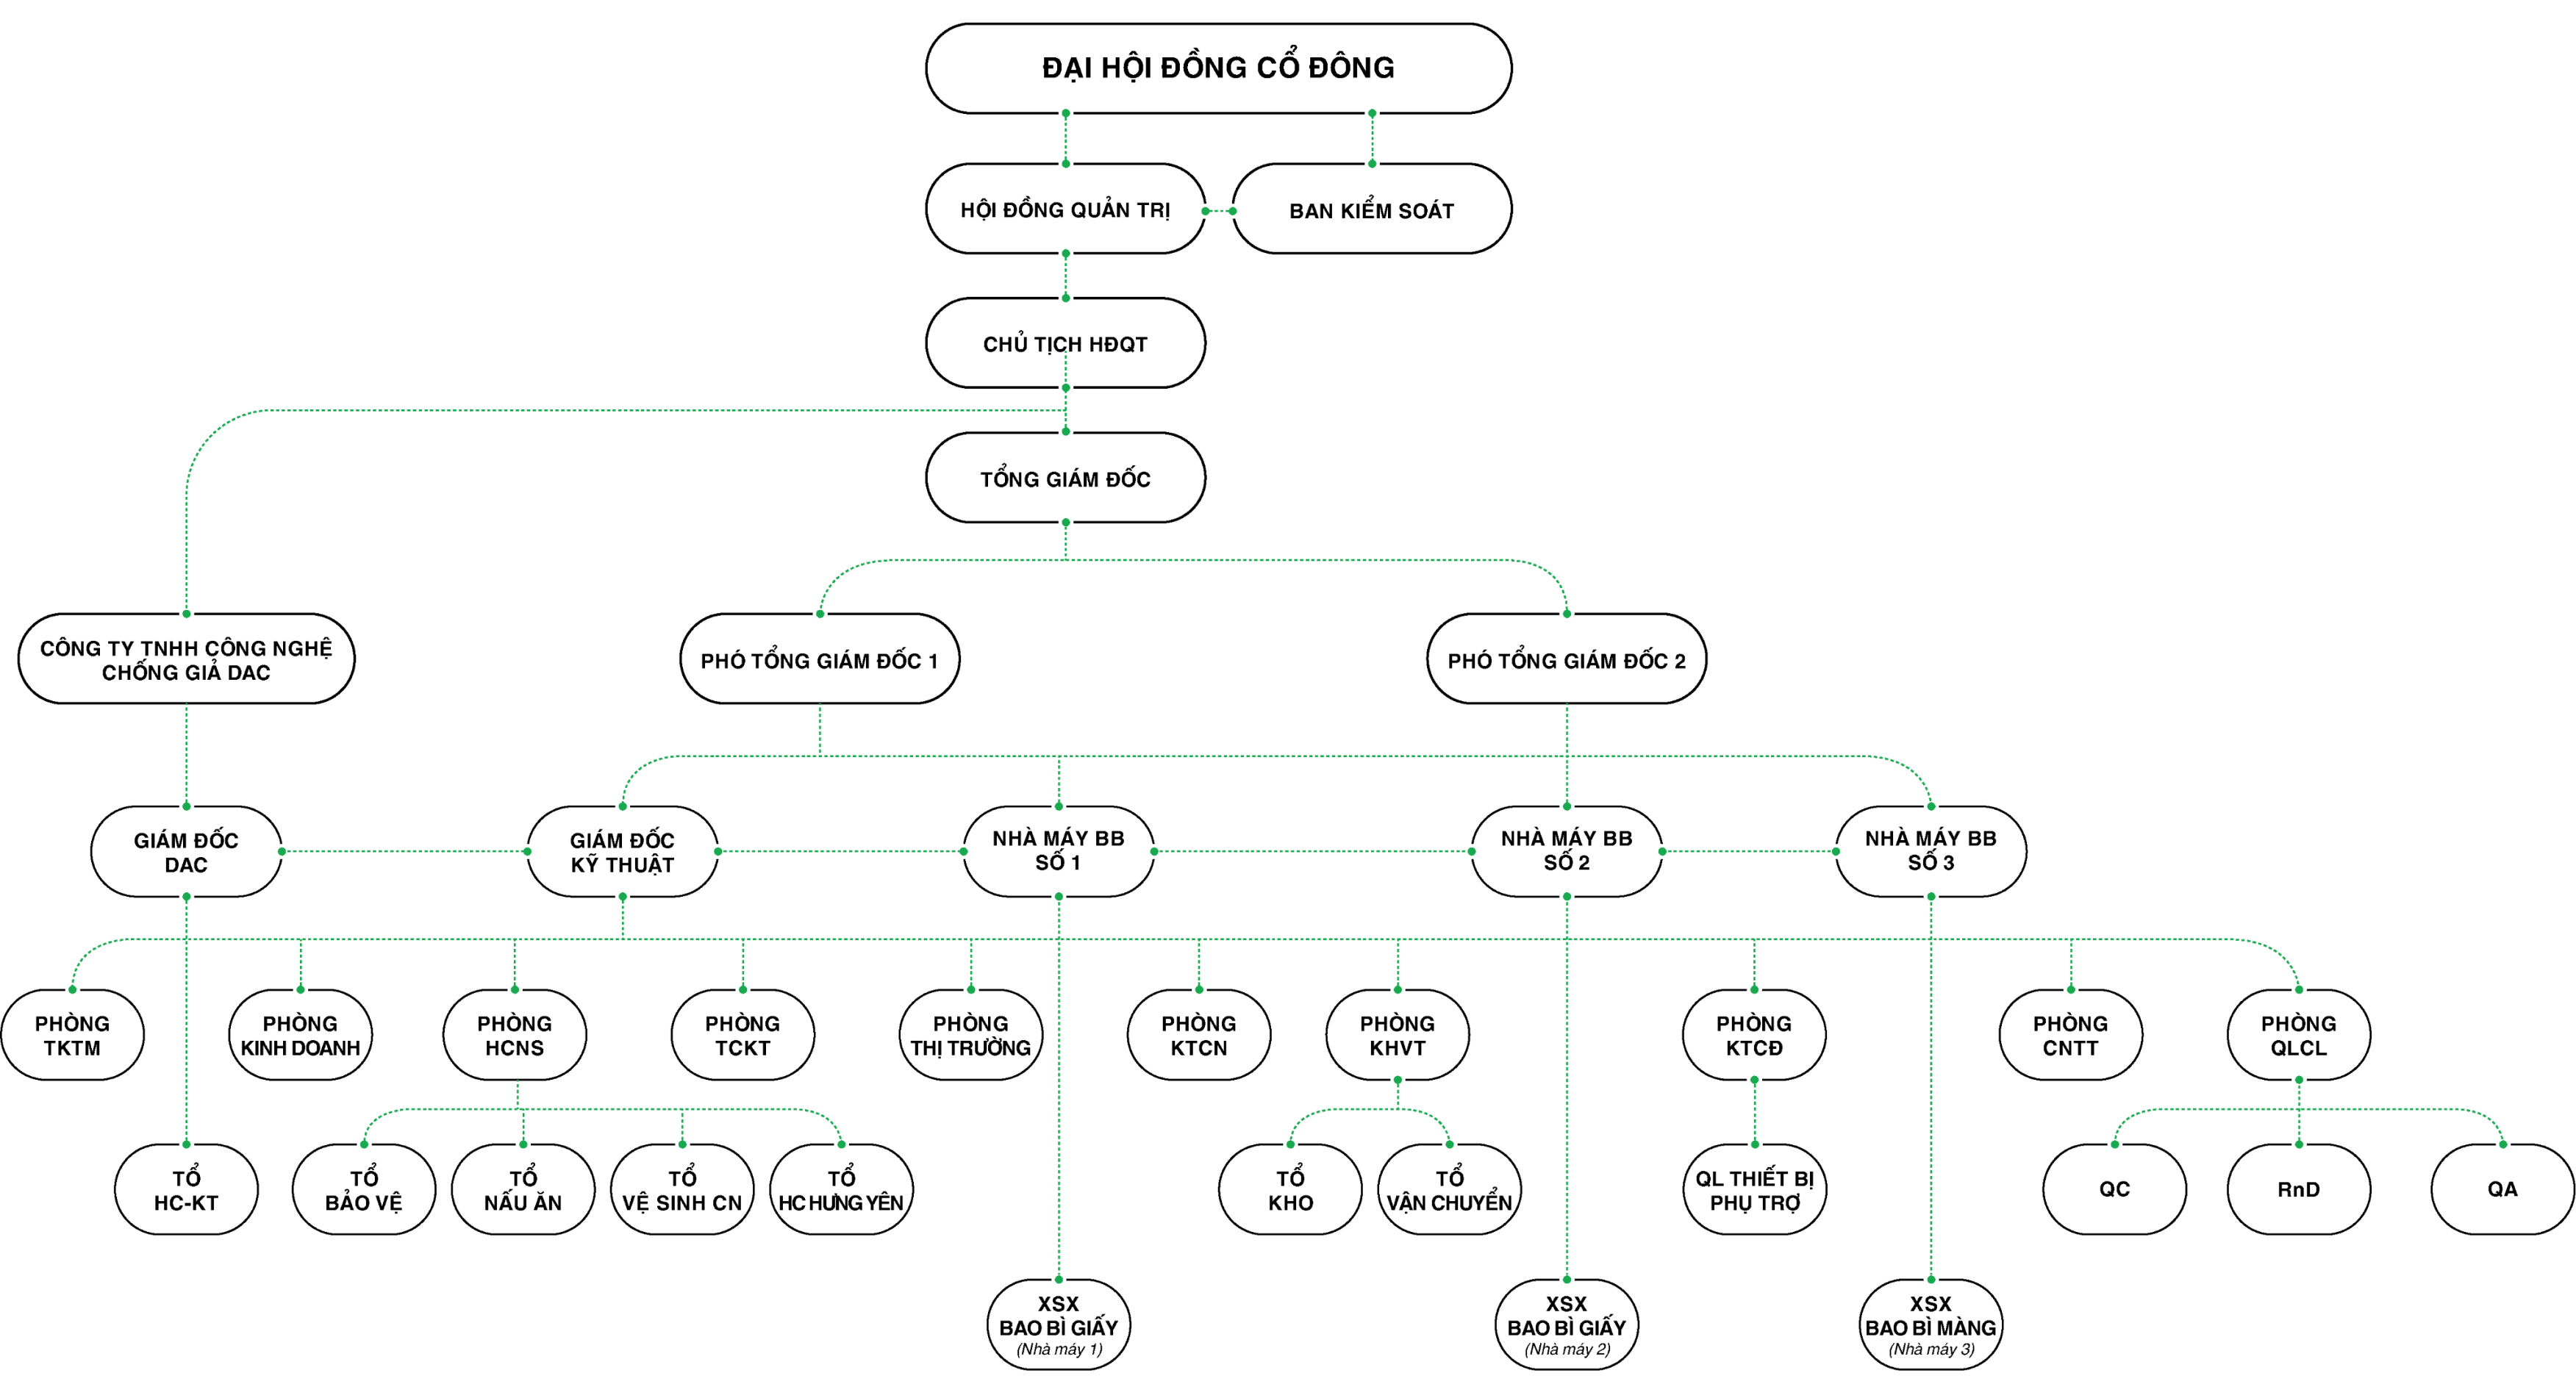 ĐẠI HỘI ĐỒNG CỔ ĐÔNG
HỘI ĐỒNG QUẢN TRỊ
BAN KIỂM SOÁT
CHỦ TỊCH HĐQT
TỔNG GIÁM ĐỐC
CÔNG TY TNHH CÔNG NGHỆ
CHỐNG GIẢ DAC
PHÓ TỔNG GIÁM ĐỐC 1
PHÓ TỔNG GIÁM ĐỐC 2
GIÁM ĐỐC
DAC
GIÁM ĐỐC
KỸ THUẬT
NHÀ MÁY BB
SỐ 1
NHÀ MÁY BB
SỐ 2
NHÀ MÁY BB
SỐ 3
PHÒNG
TKTM
PHÒNG
KINH DOANH
PHÒNG
HCNS
PHÒNG
TCKT
PHÒNG
THỊ TRƯỜNG
PHÒNG
KTCN
PHÒNG
KHVT
PHÒNG
KTCĐ
PHÒNG
CNTT
PHÒNG
QLCL
TỔ
HC-KT
TỔ
BẢO VỆ
TỔ
NẤU ĂN
TỔ
VỆ SINH CN
TỔ
HC HƯNG YÊN
TỔ
KHO
TỔ
VẬN CHUYỂN
QL THIẾT BỊ
PHỤ TRỢ
QC
RnD
QA
XSX
BAO BÌ GIẤY
(Nhà máy 1)
XSX
BAO BÌ GIẤY
(Nhà máy 2)
XSX
BAO BÌ MÀNG
(Nhà máy 3)